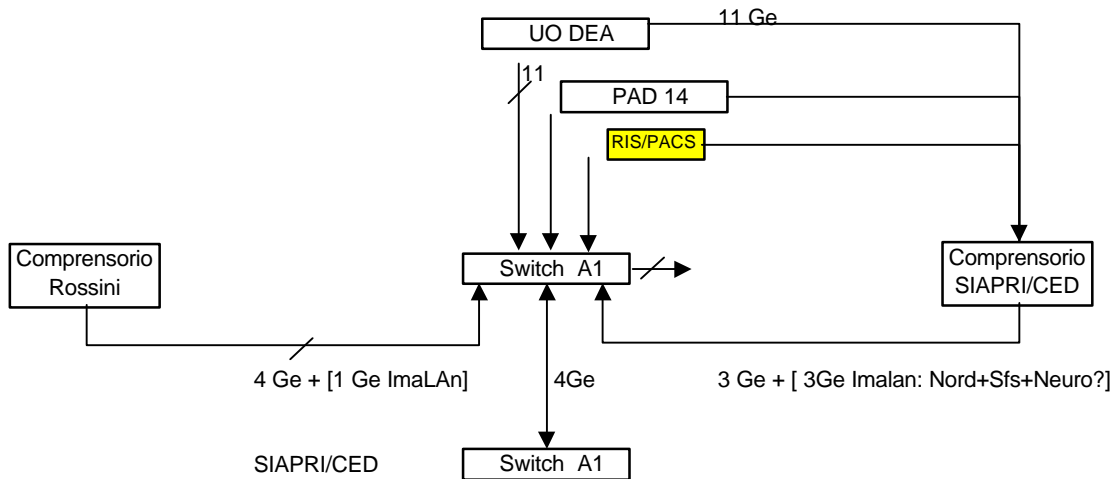 11 Ge
UO DEA
11
PAD 14
RIS/PACS
Comprensorio
Rossini
Switch A1
Comprensorio
SIAPRI/CED
4 Ge + [1 Ge ImaLAn]
4Ge
3 Ge + [ 3Ge Imalan: Nord+Sfs+Neuro?]
SIAPRI/CED
Switch A1